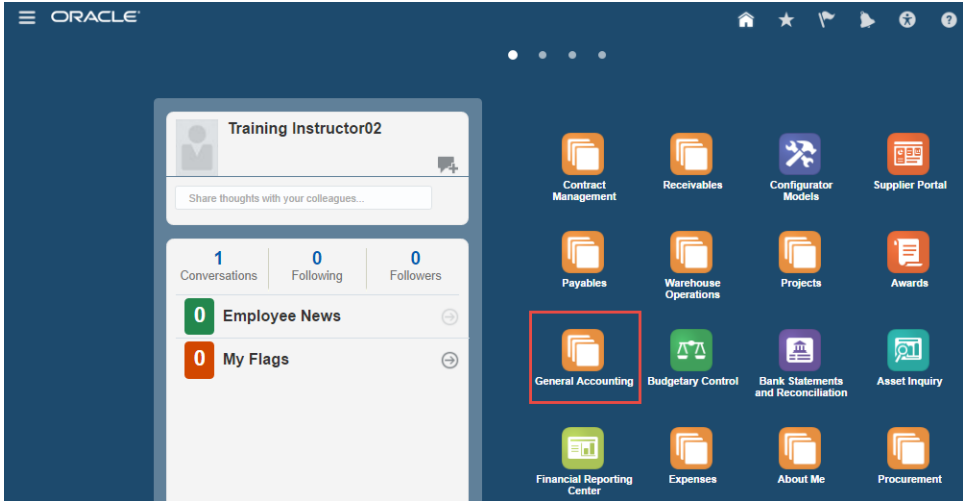 ORACLE
Training Instructor02
Share thoughts with your colleagues...
1
Conversations
0
Following
0
Followers
0 Employee News
0 My Flags
Contract
Management
Receivables
Configurator
Models
Supplier Portal
Payables
Warehouse
Operations
Projects
Awards
General Accounting
Budgetary Control
Bank Statements
and Reconciliation
Asset Inquiry
Financial Reporting
Center
Expenses
About Me
Procurement